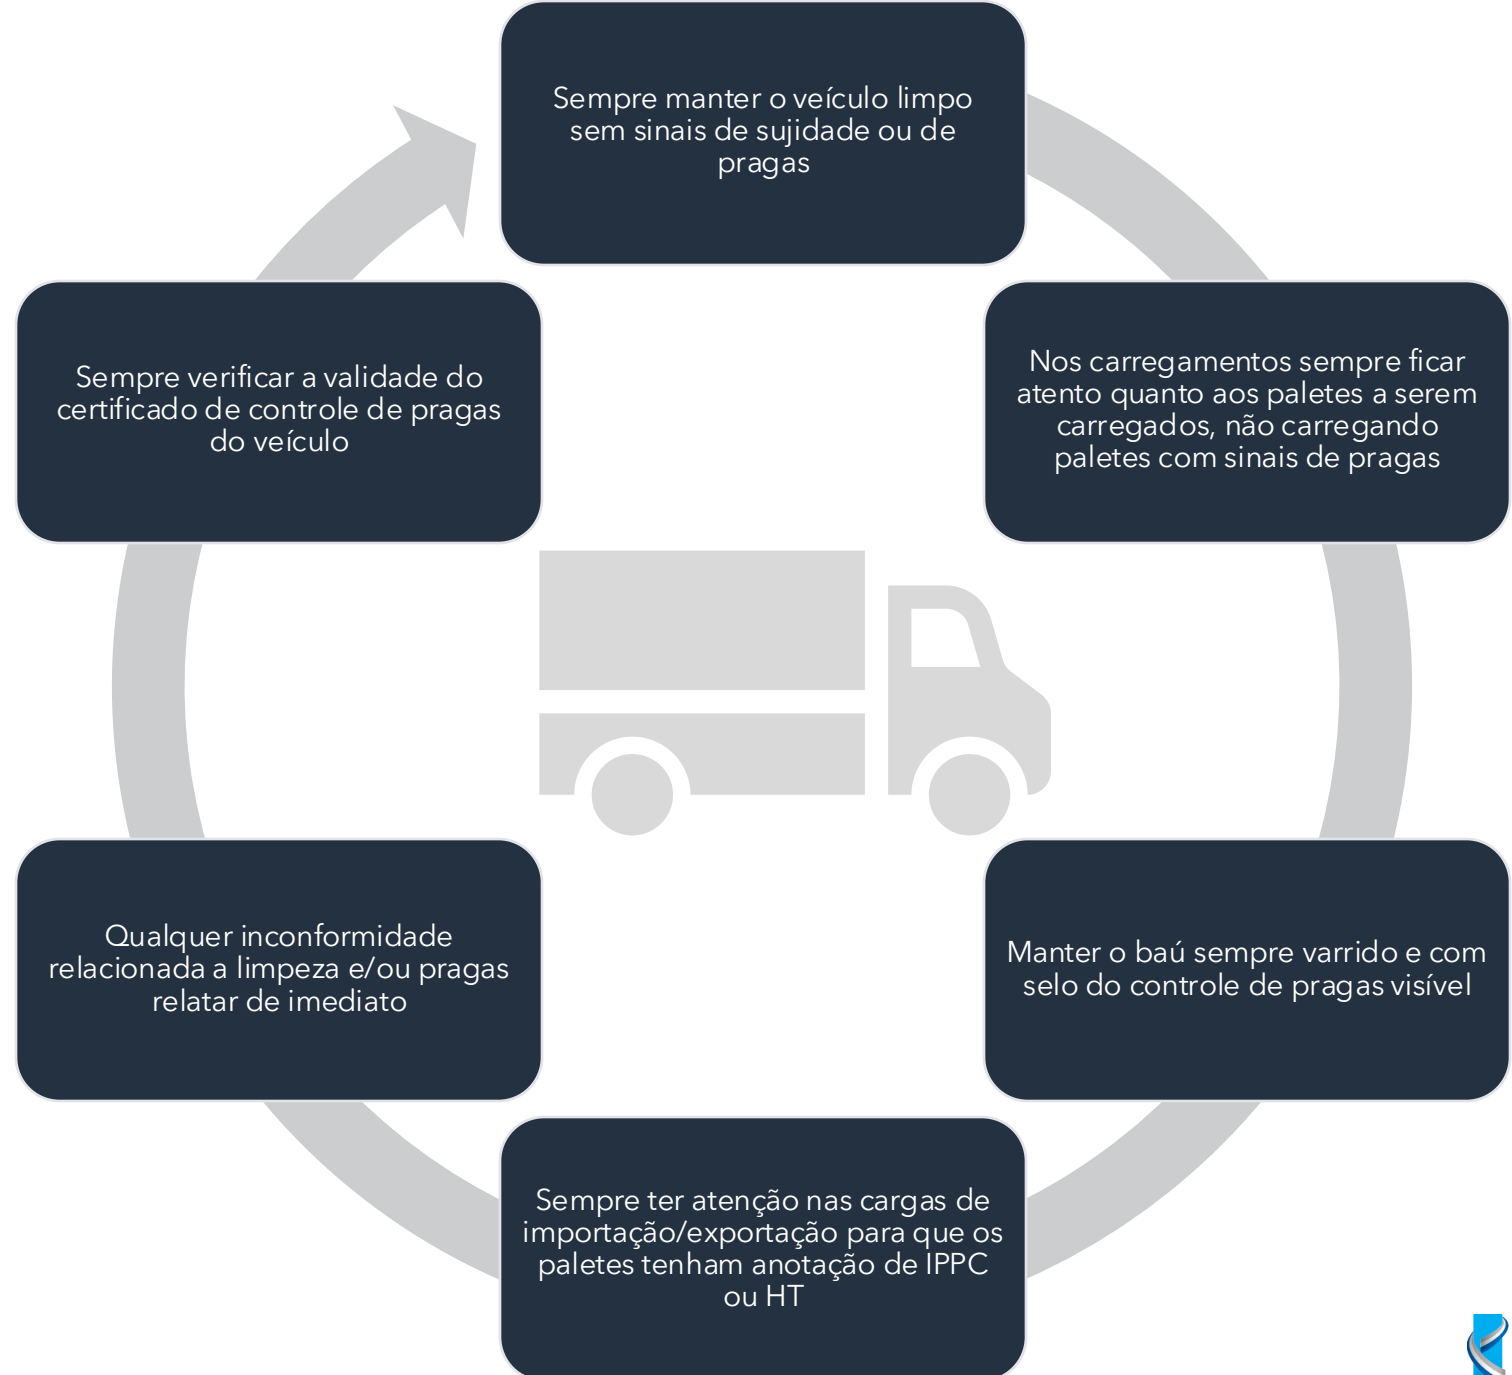 Sempre manter o veículo limpo
sem sinais de sujidade ou de
pragas
Nos carregamentos sempre ficar
atento quanto aos paletes a serem
carregados, não carregando
paletes com sinais de pragas
Manter o baú sempre varrido e com
selo do controle de pragas visível
Sempre ter atenção nas cargas de
importação/exportação para que os
paletes tenham anotação de IPPC
ou HT
Qualquer inconformidade
relacionada a limpeza e/ou pragas
relatar de imediato
Sempre verificar a validade do
certificado de controle de pragas
do veículo